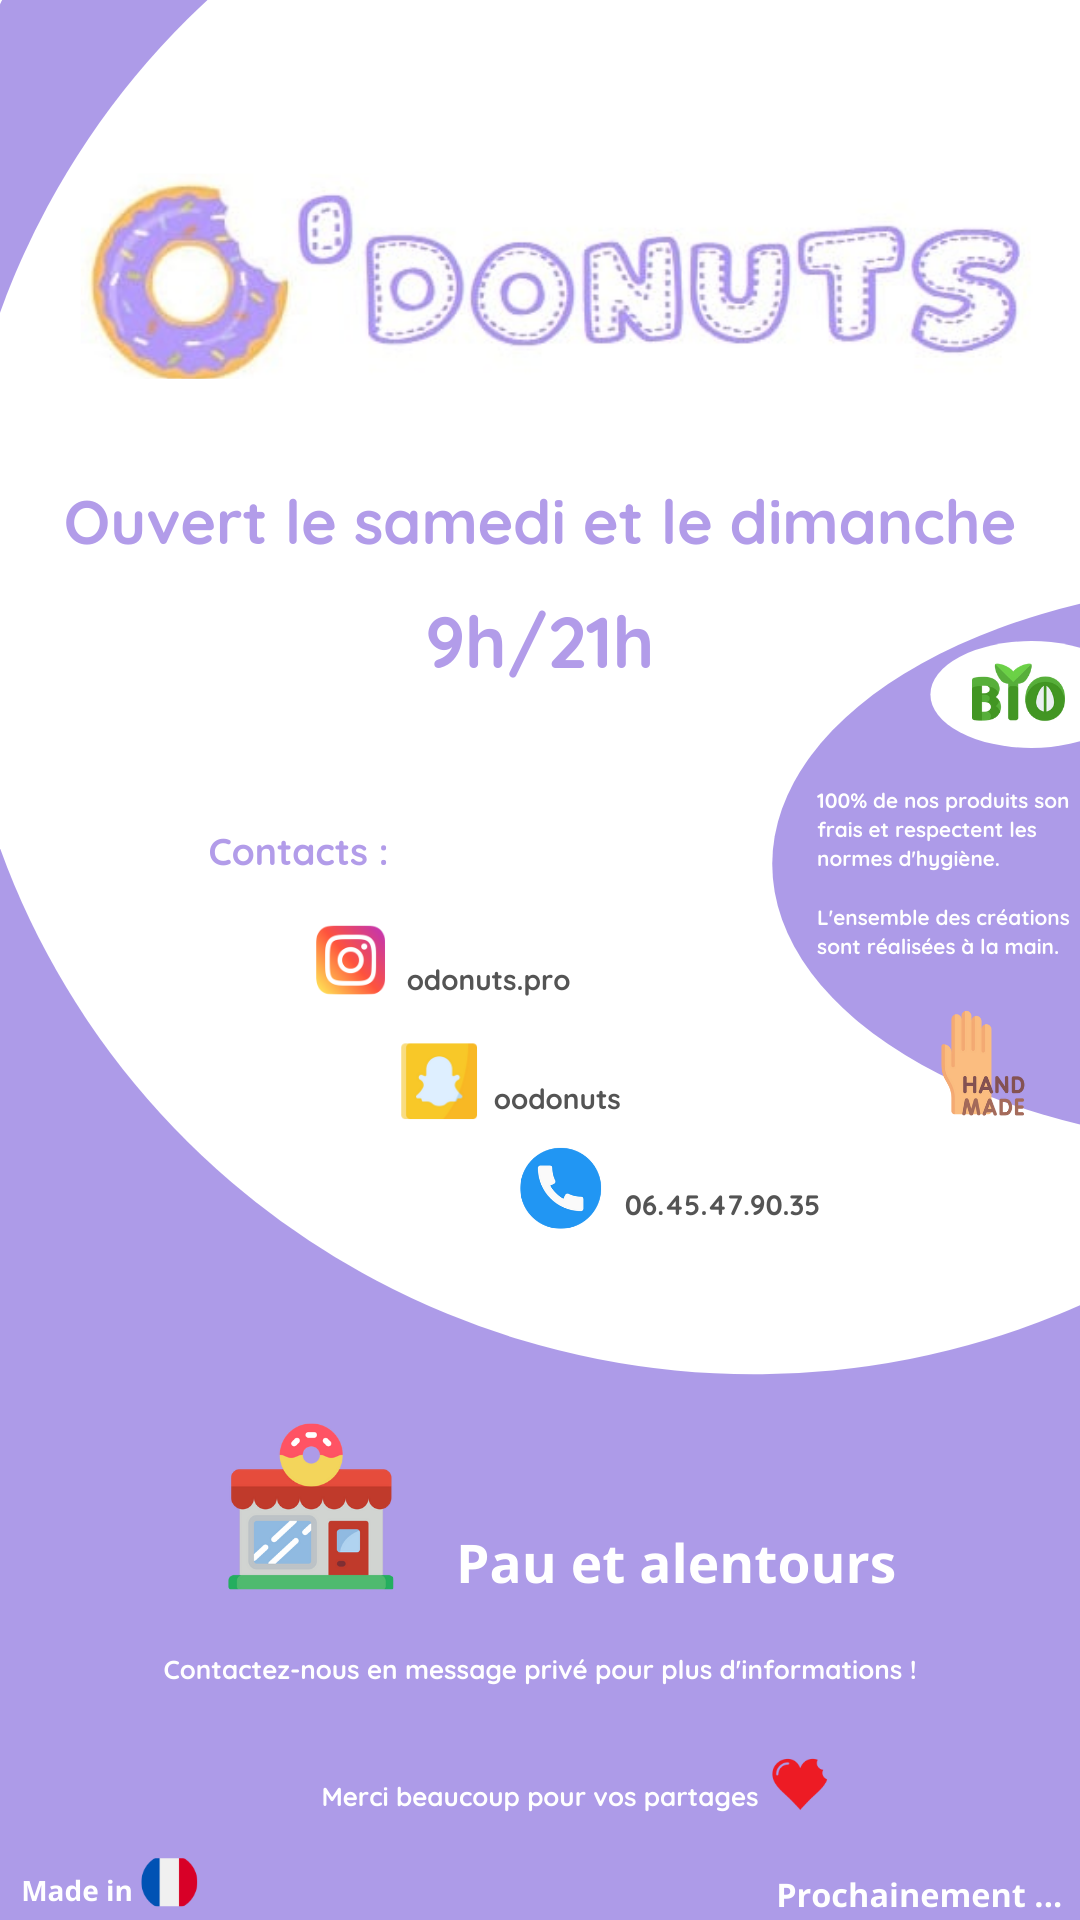 O'DONUTS
Ouvert le samedi et le dimanche
9h/21h
BIO
100% de nos produits son
frais et respectent les
normes d'hygiène.
L'ensemble des créations
sont réalisées à la main.
Contacts :
odonuts.pro
oodonuts
06.45.47.90.35
HAND
MADE
Pau et alentours
Contactez-nous en message privé pour plus d'informations !
Merci beaucoup pour vos partages
Made in
Prochainement ...